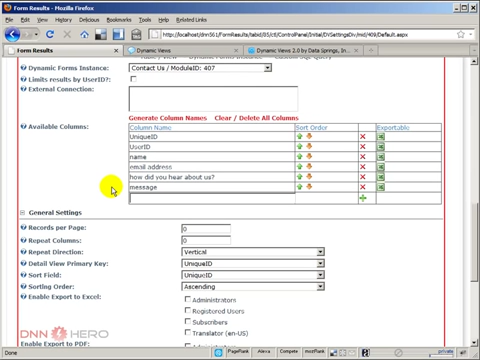 Form Results - Mozilla Firefox
File Edit View History Delicious Bookmarks Tools Help
http://localhost/dnn561/FormResults/tabid/85/ctl/ControlPanel/Initial/DVSettingsDiv/mid/409/Default.aspx
Form Results
Dynamic Views
Dynamic Views 2.0 by Data Springs, In...
Dynamic Forms Instance:
Contact Us / ModuleID: 407
Limits results by UserID?:
External Connection:
Generate Column Names Clear / Delete All Columns
Available Columns:
Column Name Sort Order Exportable
UniqueID
UserID
name
email address
how did you hear about us?
message
General Settings
Records per Page: 0
Repeat Columns: 0
Repeat Direction: Vertical
Detail View Primary Key: UniqueID
Sort Field: UniqueID
Sorting Order: Ascending
Enable Export to Excel:
Administrators
Registered Users
Subscribers
Translator (en-US)
Enable Export to PDF:
DNN HERO
Done
PageRank Alexa Compete mozRank
private